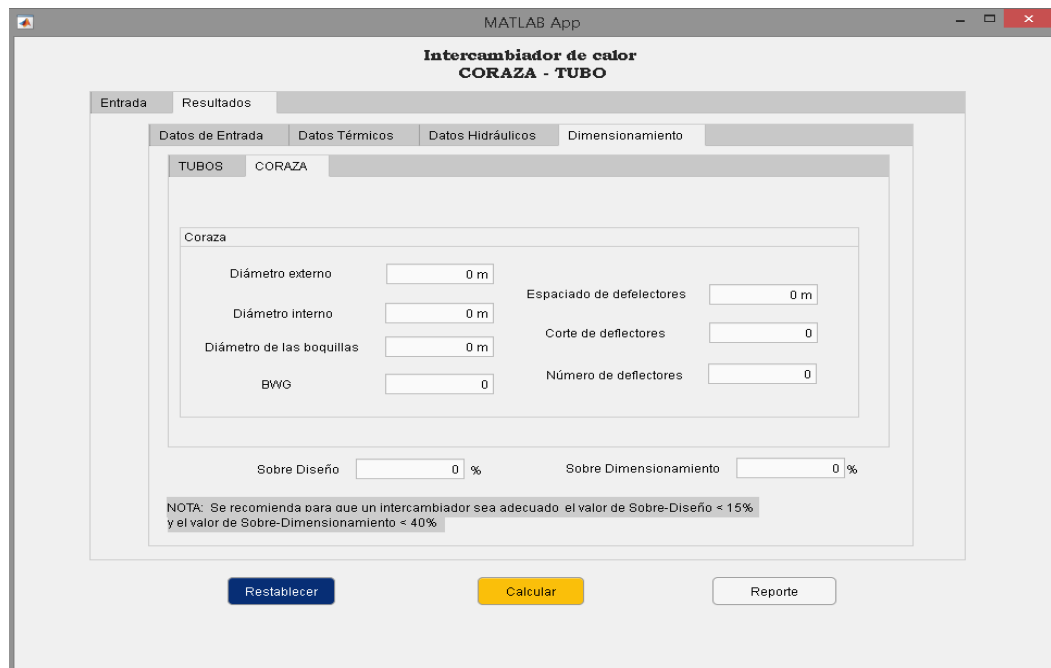 MATLAB App
Intercambiador de calor
CORAZA - TUBO
Entrada Resultados
Datos de Entrada Datos Térmicos Datos Hidráulicos Dimensionamiento
TUBOS CORAZA
Coraza
Diámetro externo 0 m
Espaciado de defelectores 0 m
Diámetro interno 0 m
Corte de deflectores 0
Diámetro de las boquillas 0 m
Número de deflectores 0
BWG 0
Sobre Diseño 0 % Sobre Dimensionamiento 0 %
NOTA: Se recomienda para que un intercambiador sea adecuado el valor de Sobre-Diseño < 15%
y el valor de Sobre-Dimensionamiento < 40%
Restablecer Calcular Reporte